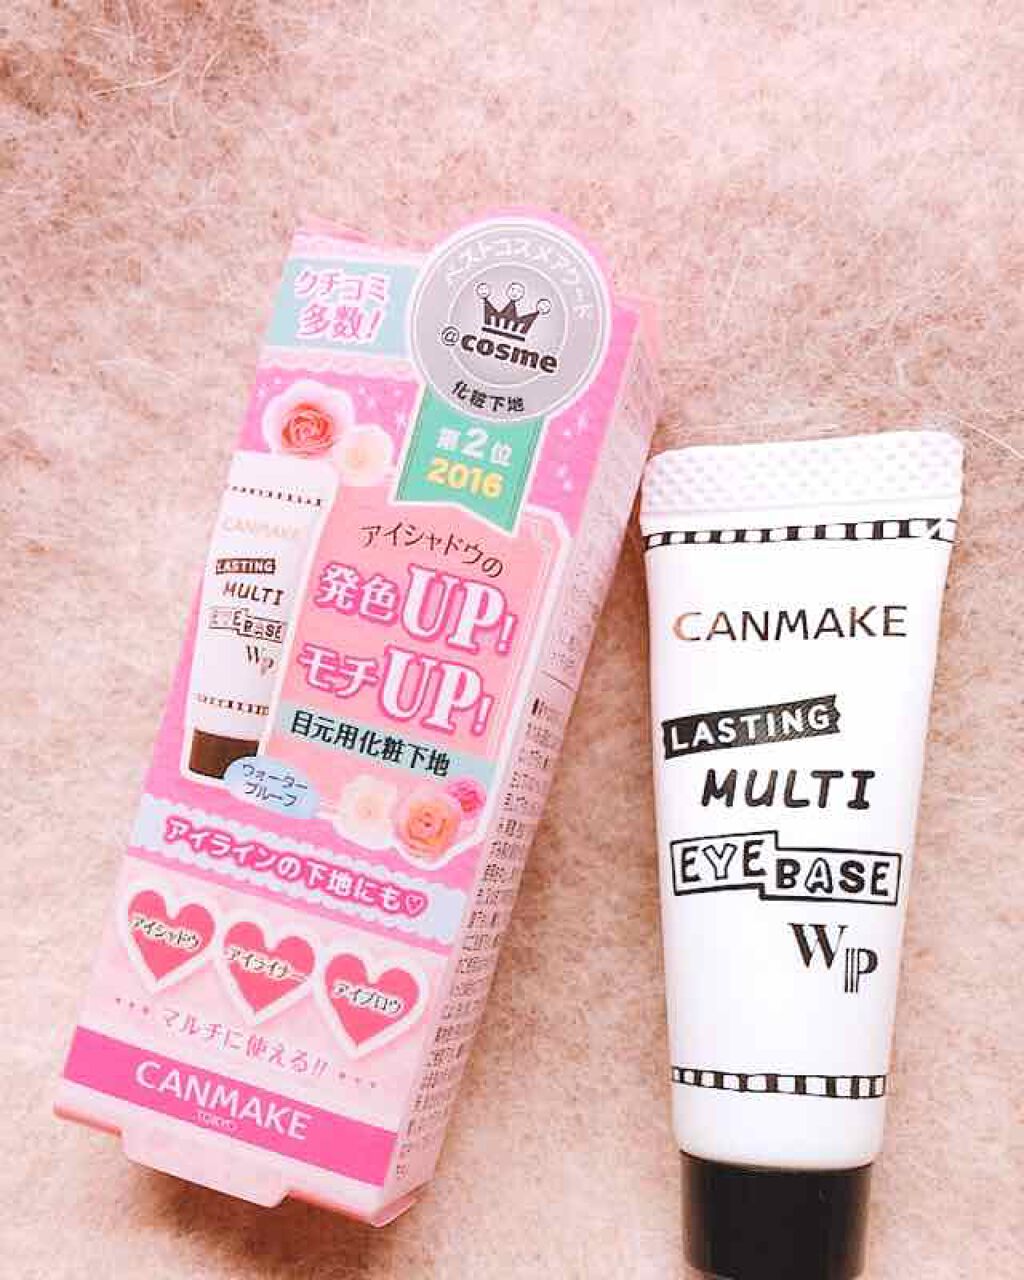 クチコミ
多数!
ベストコスメアワード
@cosme
化粧下地
第2位
2016
CANMAKE
LASTING
MULTI
EYE BASE
WP
アイシャドウの
発色UP!
モチUP!
目元用化粧下地
ウォーター
プルーフ
アイラインの下地にも♡
アイシャドウ
アイライナー
アイブロウ
マルチに使える!!
CANMAKE
TOKYO
CANMAKE
LASTING
MULTI
EYE BASE
WP